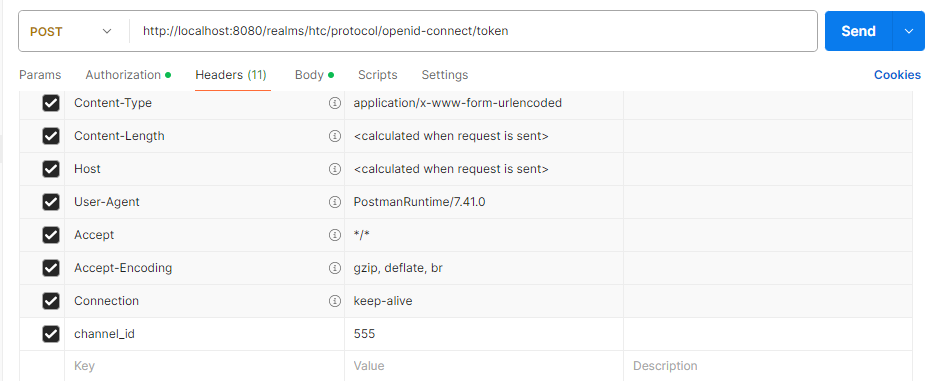 POST http://localhost:8080/realms/htc/protocol/openid-connect/token Send
Params Authorization Headers (11) Body Scripts Settings Cookies
Content-Type application/x-www-form-urlencoded
Content-Length <calculated when request is sent>
Host <calculated when request is sent>
User-Agent PostmanRuntime/7.41.0
Accept */*
Accept-Encoding gzip, deflate, br
Connection keep-alive
channel_id 555
Key Value Description